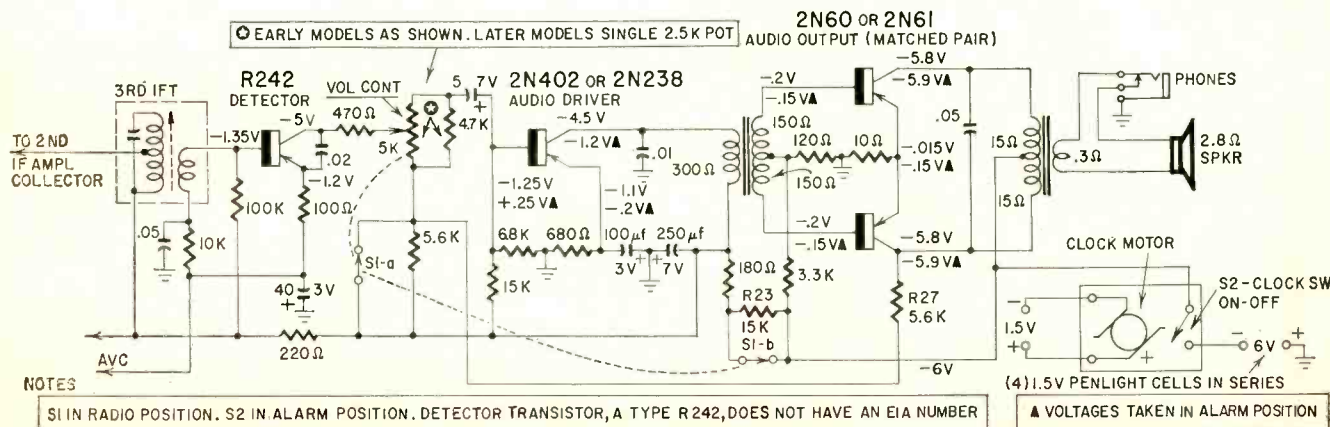 ✪ EARLY MODELS AS SHOWN. LATER MODELS SINGLE 2.5K POT
2N60 OR 2N61
AUDIO OUTPUT (MATCHED PAIR)
3RD IFT
R242
DETECTOR
VOL CONT
✪
5 7V
+
2N402 OR 2N238
AUDIO DRIVER
TO 2ND
IF AMPL
COLLECTOR
-1.35V
-5V
470Ω
5K
4.7K
.02
-1.2V
100Ω
100K
.05
10K
40
+
3V
220Ω
AVC
S1-a
5.6K
-4.5V
-1.2V▲
-1.25V
+.25V▲
-1.1V
-.2V▲
.01
6.8K
680Ω
100μf
3V
+
250μf
+
7V
15K
300Ω
-.2V
-.15V▲
150Ω
120Ω
10Ω
150Ω
-.2V
-.15V▲
-5.8V
-5.9V▲
-.015V
-.15V▲
-5.8V
-5.9V▲
.05
15Ω
15Ω
.3Ω
PHONES
2.8Ω
SPKR
180Ω
R23
15K
S1-b
3.3K
R27
5.6K
-6V
CLOCK MOTOR
S2-CLOCK SW
ON-OFF
-
1.5V
+
+
-
6V
+
(4) 1.5V PENLIGHT CELLS IN SERIES
NOTES
S1 IN RADIO POSITION. S2 IN ALARM POSITION. DETECTOR TRANSISTOR, A TYPE R242, DOES NOT HAVE AN EIA NUMBER
▲ VOLTAGES TAKEN IN ALARM POSITION